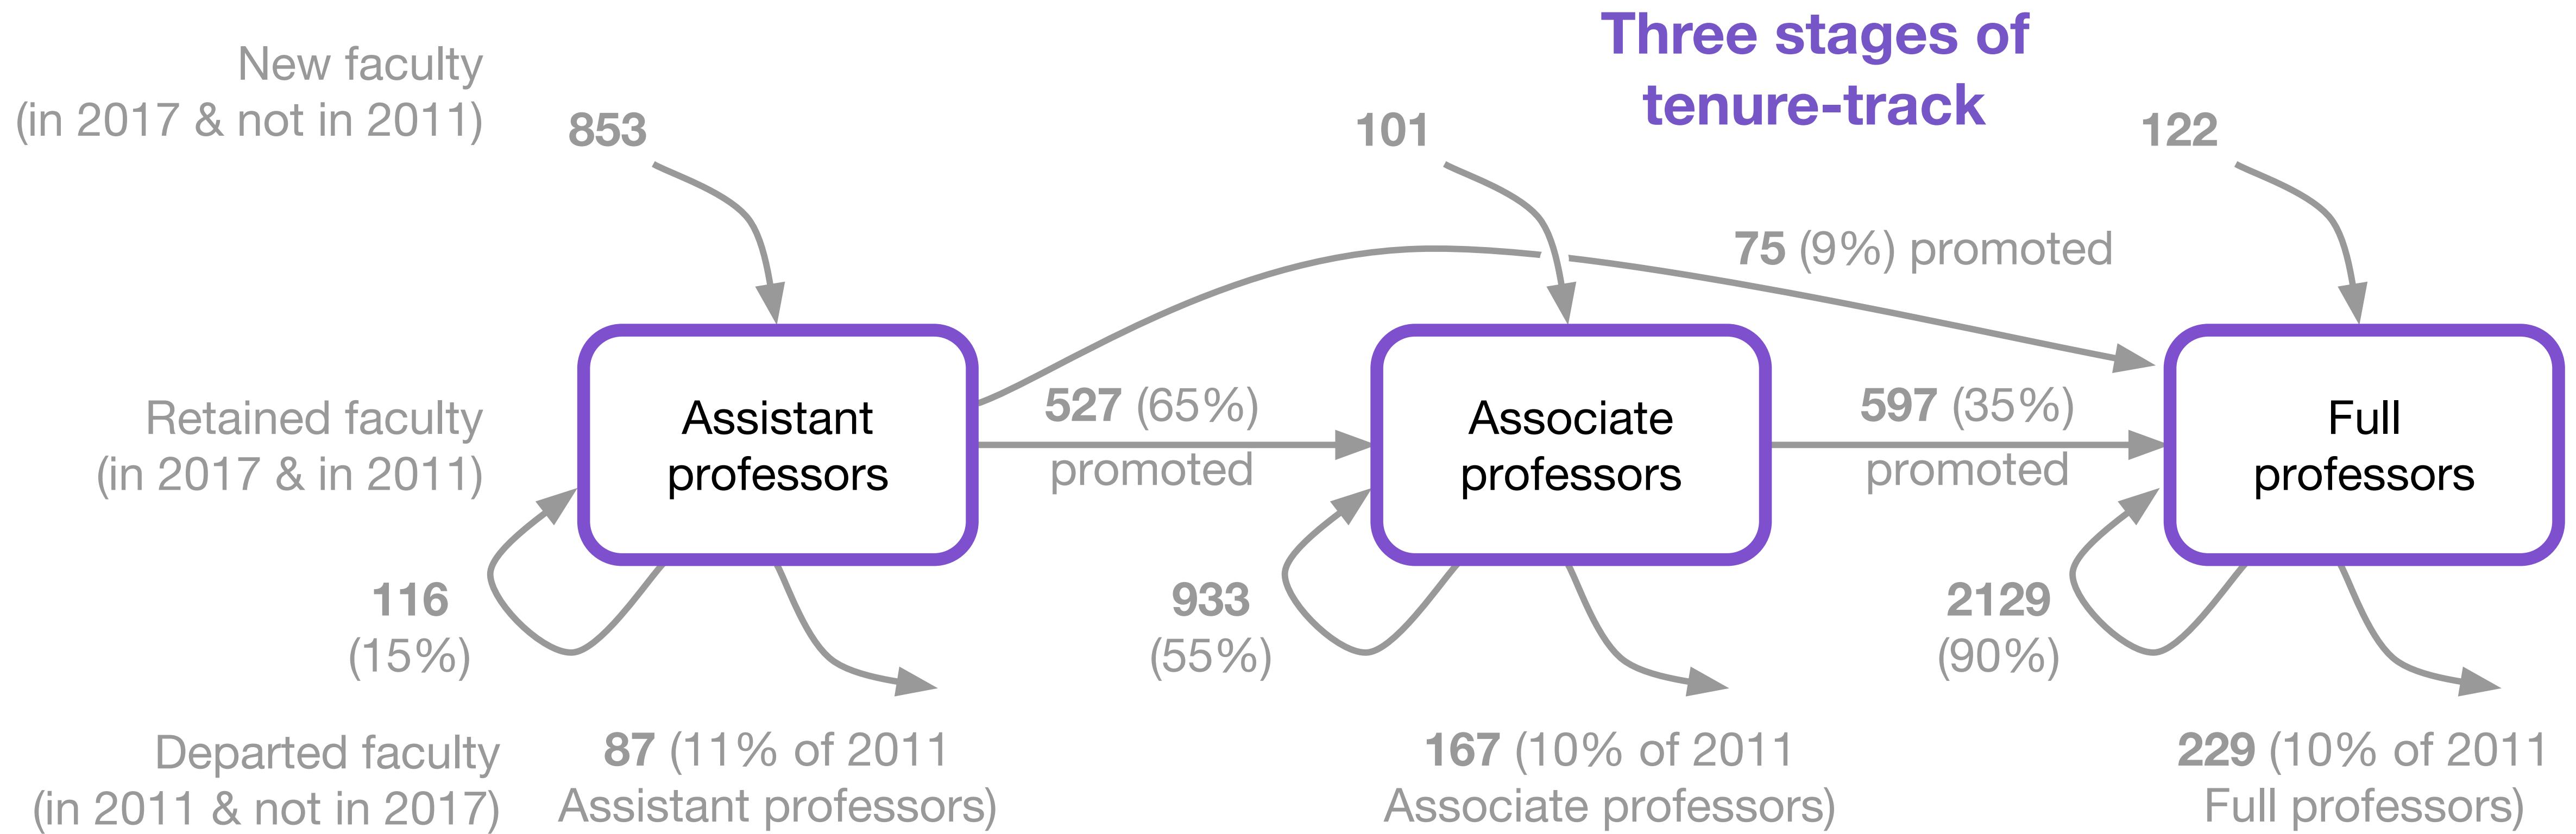 Three stages of
tenure-track
New faculty
(in 2017 & not in 2011)
853
101
122
75 (9%) promoted
Retained faculty
(in 2017 & in 2011)
Assistant
professors
527 (65%)
promoted
Associate
professors
597 (35%)
promoted
Full
professors
116
(15%)
933
(55%)
2129
(90%)
Departed faculty
(in 2011 & not in 2017)
87 (11% of 2011
Assistant professors)
167 (10% of 2011
Associate professors)
229 (10% of 2011
Full professors)